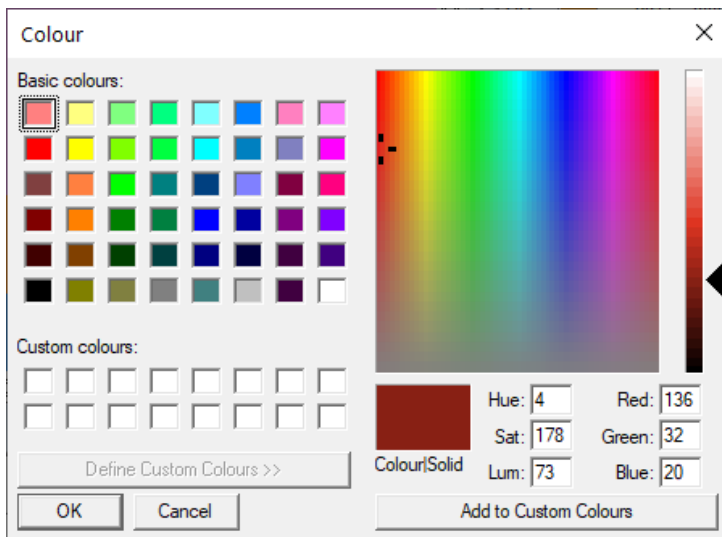 Colour
Basic colours:
Custom colours:
Define Custom Colours >>
OK
Cancel
Colour|Solid
Hue: 4
Sat: 178
Lum: 73
Red: 136
Green: 32
Blue: 20
Add to Custom Colours